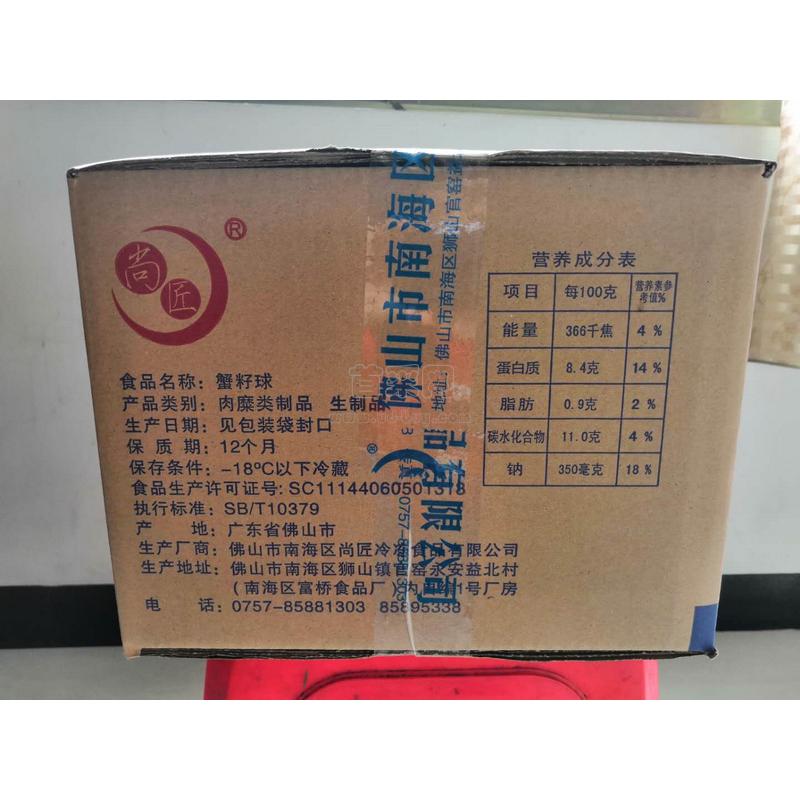 尚匠®
食品名称：蟹籽球
产品类别：肉糜类制品 生制品
生产日期：见包装袋封口
保 质 期：12个月
保存条件：-18℃以下冷藏
食品生产许可证号：SC11144060501318
执行标准：SB/T10379
产 地：广东省佛山市
生产厂商：佛山市南海区尚匠冷冻食品有限公司
生产地址：佛山市南海区狮山镇官窑永安益北村
(南海区富桥食品厂)内 1号厂房
电 话：0757-85881303 85895338
营养成分表
项目 每100克 营养素参考值%
能量 366千焦 4 %
蛋白质 8.4克 14 %
脂肪 0.9克 2 %
碳水化合物 11.0克 4 %
钠 350毫克 18 %
佛山市南海区
品有限公司
地址：佛山市南海区狮山官窑